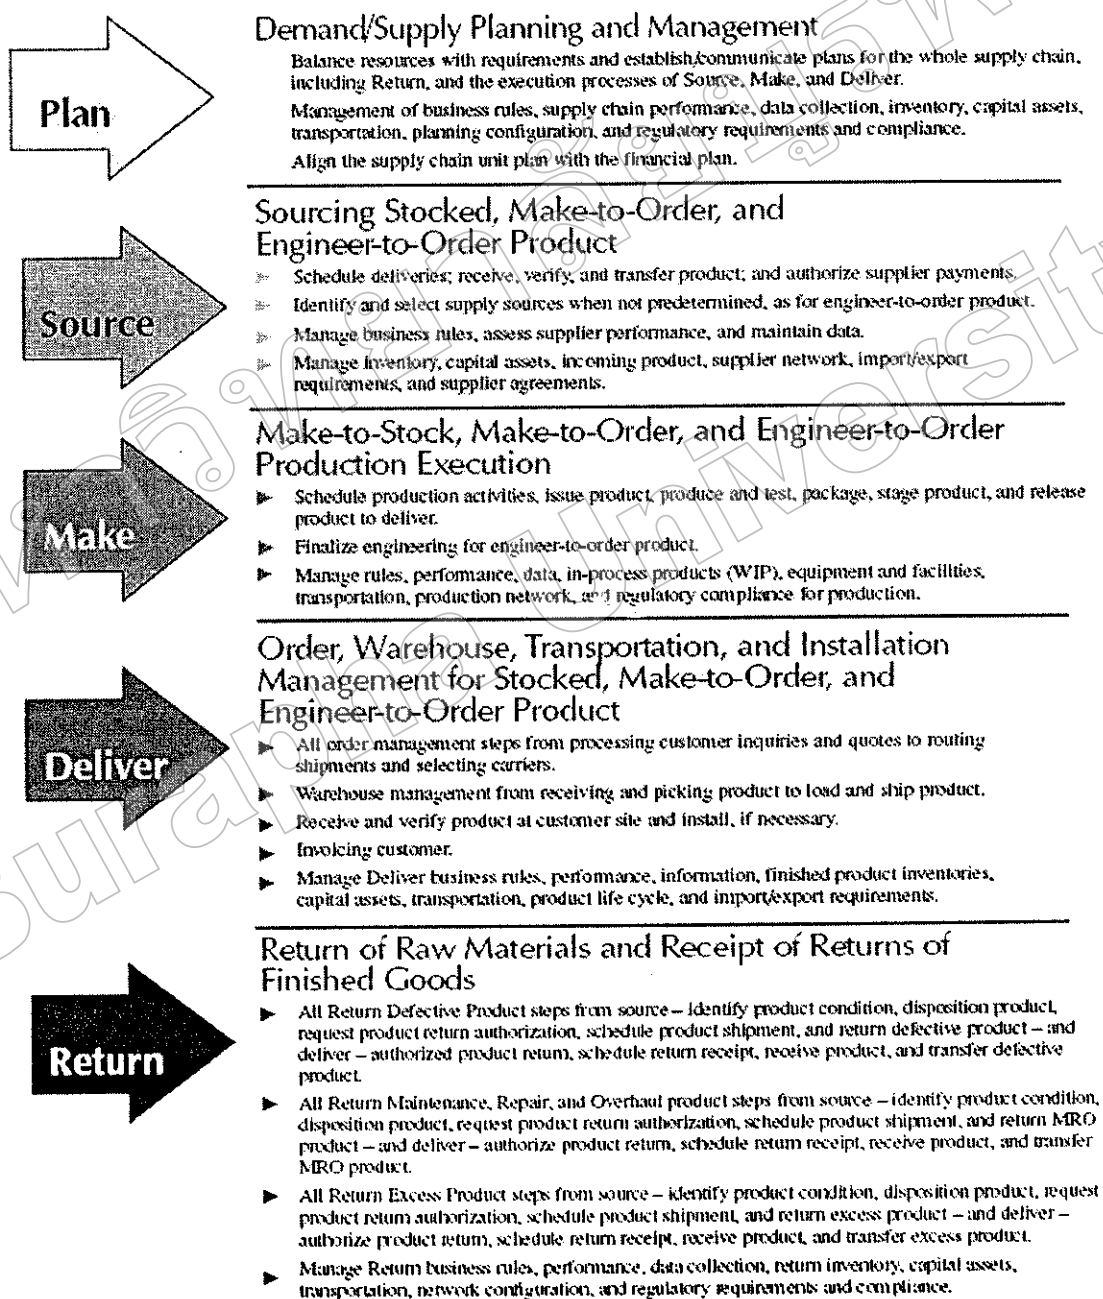 Plan
Demand/Supply Planning and Management
Balance resources with requirements and establish/communicate plans for the whole supply chain,
including Return, and the execution processes of Source, Make, and Deliver.
Management of business rules, supply chain performance, data collection, inventory, capital assets,
transportation, planning configuration, and regulatory requirements and compliance.
Align the supply chain unit plan with the financial plan.
Source
Sourcing Stocked, Make-to-Order, and
Engineer-to-Order Product
Schedule deliveries; receive, verify, and transfer product; and authorize supplier payments.
Identify and select supply sources when not predetermined, as for engineer-to-order product.
Manage business rules, assess supplier performance, and maintain data.
Manage inventory, capital assets, incoming product, supplier network, import/export
requirements, and supplier agreements.
Make
Make-to-Stock, Make-to-Order, and Engineer-to-Order
Production Execution
Schedule production activities, issue product, produce and test, package, stage product, and release
product to deliver.
Finalize engineering for engineer-to-order product.
Manage rules, performance, data, in-process products (WIP), equipment and facilities,
transportation, production network, and regulatory compliance for production.
Deliver
Order, Warehouse, Transportation, and Installation
Management for Stocked, Make-to-Order, and
Engineer-to-Order Product
All order management steps from processing customer inquiries and quotes to routing
shipments and selecting carriers.
Warehouse management from receiving and picking product to load and ship product.
Receive and verify product at customer site and install, if necessary.
Invoicing customer.
Manage Deliver business rules, performance, information, finished product inventories,
capital assets, transportation, product life cycle, and import/export requirements.
Return
Return of Raw Materials and Receipt of Returns of
Finished Goods
All Return Defective Product steps from source – identify product condition, disposition product,
request product return authorization, schedule product shipment, and return defective product – and
deliver – authorized product return, schedule return receipt, receive product, and transfer defective
product.
All Return Maintenance, Repair, and Overhaul product steps from source – identify product condition,
disposition product, request product return authorization, schedule product shipment, and return MRO
product – and deliver – authorize product return, schedule return receipt, receive product, and transfer
MRO product.
All Return Excess Product steps from source – identify product condition, disposition product, request
product return authorization, schedule product shipment, and return excess product – and deliver –
authorize product return, schedule return receipt, receive product, and transfer excess product.
Manage Return business rules, performance, data collection, return inventory, capital assets,
transportation, network configuration, and regulatory requirements and compliance.
Burapha University